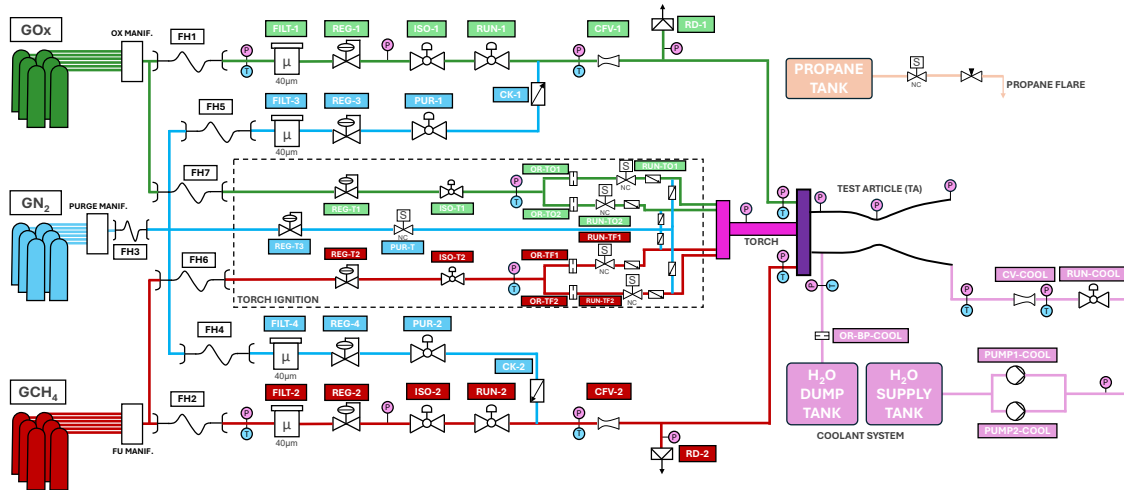 GOx
OX MANIF.
FH1
P
T
FILT-1
µ
40µm
REG-1
P
ISO-1
RUN-1
P
T
CFV-1
RD-1
P
PROPANE
TANK
S
NC
PROPANE FLARE
FH5
FILT-3
µ
40µm
REG-3
PUR-1
CK-1
FH7
REG-T1
ISO-T1
P
T
OR-TO1
S
NC
RUN-TO1
OR-TO2
S
NC
RUN-TO2
GN2
PURGE MANIF.
FH3
REG-T3
S
NC
PUR-T
RUN-TF1
P
TORCH
P
T
P
TEST ARTICLE (TA)
P
P
FH6
REG-T2
ISO-T2
P
T
OR-TF1
S
NC
OR-TF2
S
NC
RUN-TF2
TORCH IGNITION
P
T
P
T
P
T
CV-COOL
P
T
RUN-COOL
P
FH4
FILT-4
µ
40µm
REG-4
PUR-2
CK-2
OR-BP-COOL
H2O
DUMP
TANK
H2O
SUPPLY
TANK
PUMP1-COOL
PUMP2-COOL
P
COOLANT SYSTEM
GCH4
FU MANIF.
FH2
P
T
FILT-2
µ
40µm
REG-2
P
ISO-2
RUN-2
P
T
CFV-2
P
RD-2